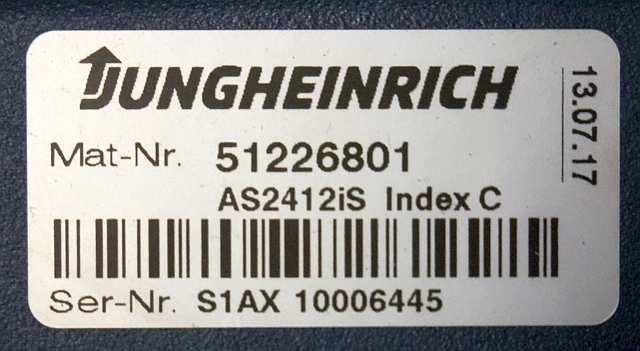 JUNGHEINRICH
Mat-Nr. 51226801
AS2412iS Index C
Ser-Nr. S1AX 10006445
13.07.17